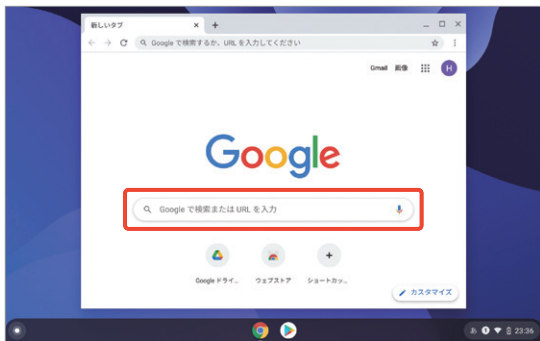 新しいタブ
Google で検索するか、URL を入力してください
Gmail 画像 H
Google
Google で検索または URL を入力
Google ドライ... ウェブストア ショートカッ...
カスタマイズ
あ 1 23:36